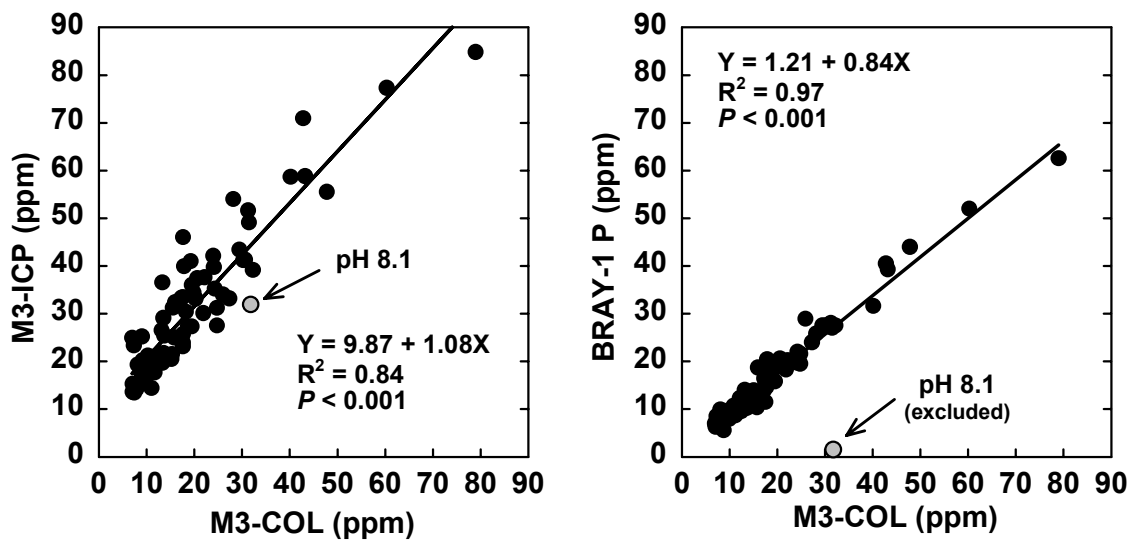 90
80
70
60
50
40
30
20
10
0
M3-ICP (ppm)
pH 8.1
Y = 9.87 + 1.08X
R² = 0.84
P < 0.001
0 10 20 30 40 50 60 70 80 90
M3-COL (ppm)
90
80
70
60
50
40
30
20
10
0
BRAY-1 P (ppm)
Y = 1.21 + 0.84X
R² = 0.97
P < 0.001
pH 8.1
(excluded)
0 10 20 30 40 50 60 70 80 90
M3-COL (ppm)